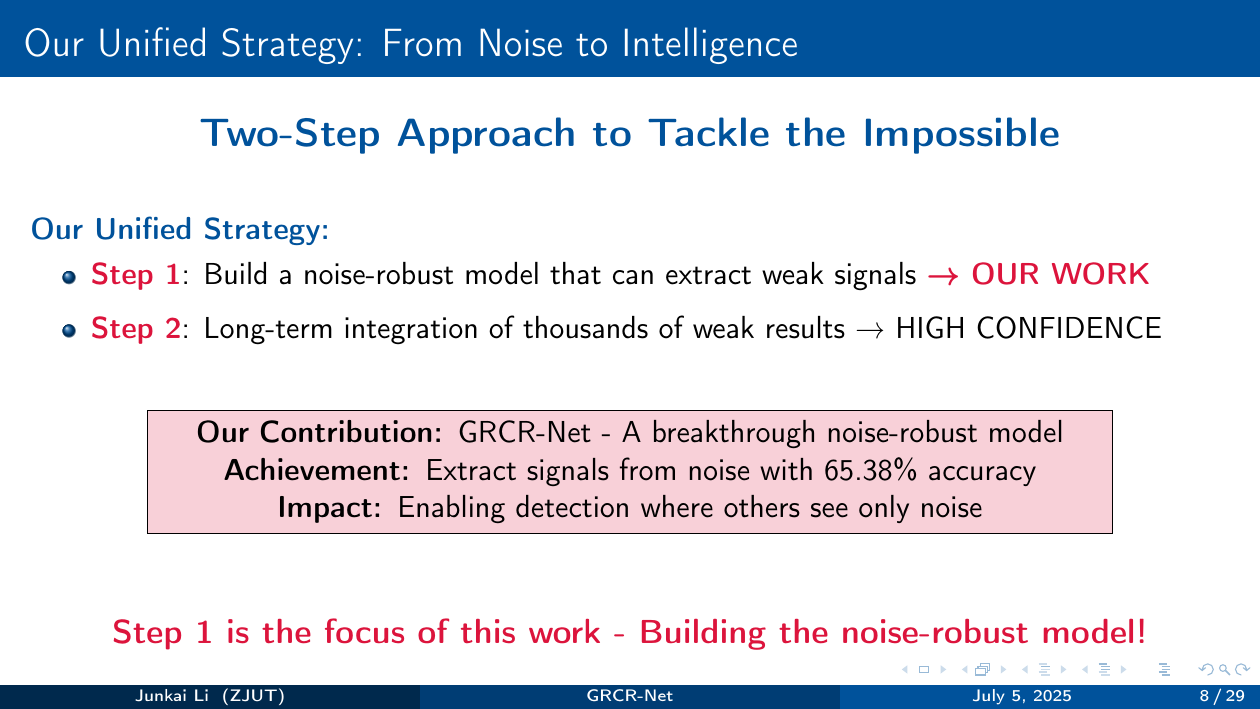 Our Unified Strategy: From Noise to Intelligence
Two-Step Approach to Tackle the Impossible
Our Unified Strategy:
Step 1: Build a noise-robust model that can extract weak signals → OUR WORK
Step 2: Long-term integration of thousands of weak results → HIGH CONFIDENCE
Our Contribution: GRCR-Net - A breakthrough noise-robust model
Achievement: Extract signals from noise with 65.38% accuracy
Impact: Enabling detection where others see only noise
Step 1 is the focus of this work - Building the noise-robust model!
Junkai Li (ZJUT) GRCR-Net July 5, 2025 8 / 29